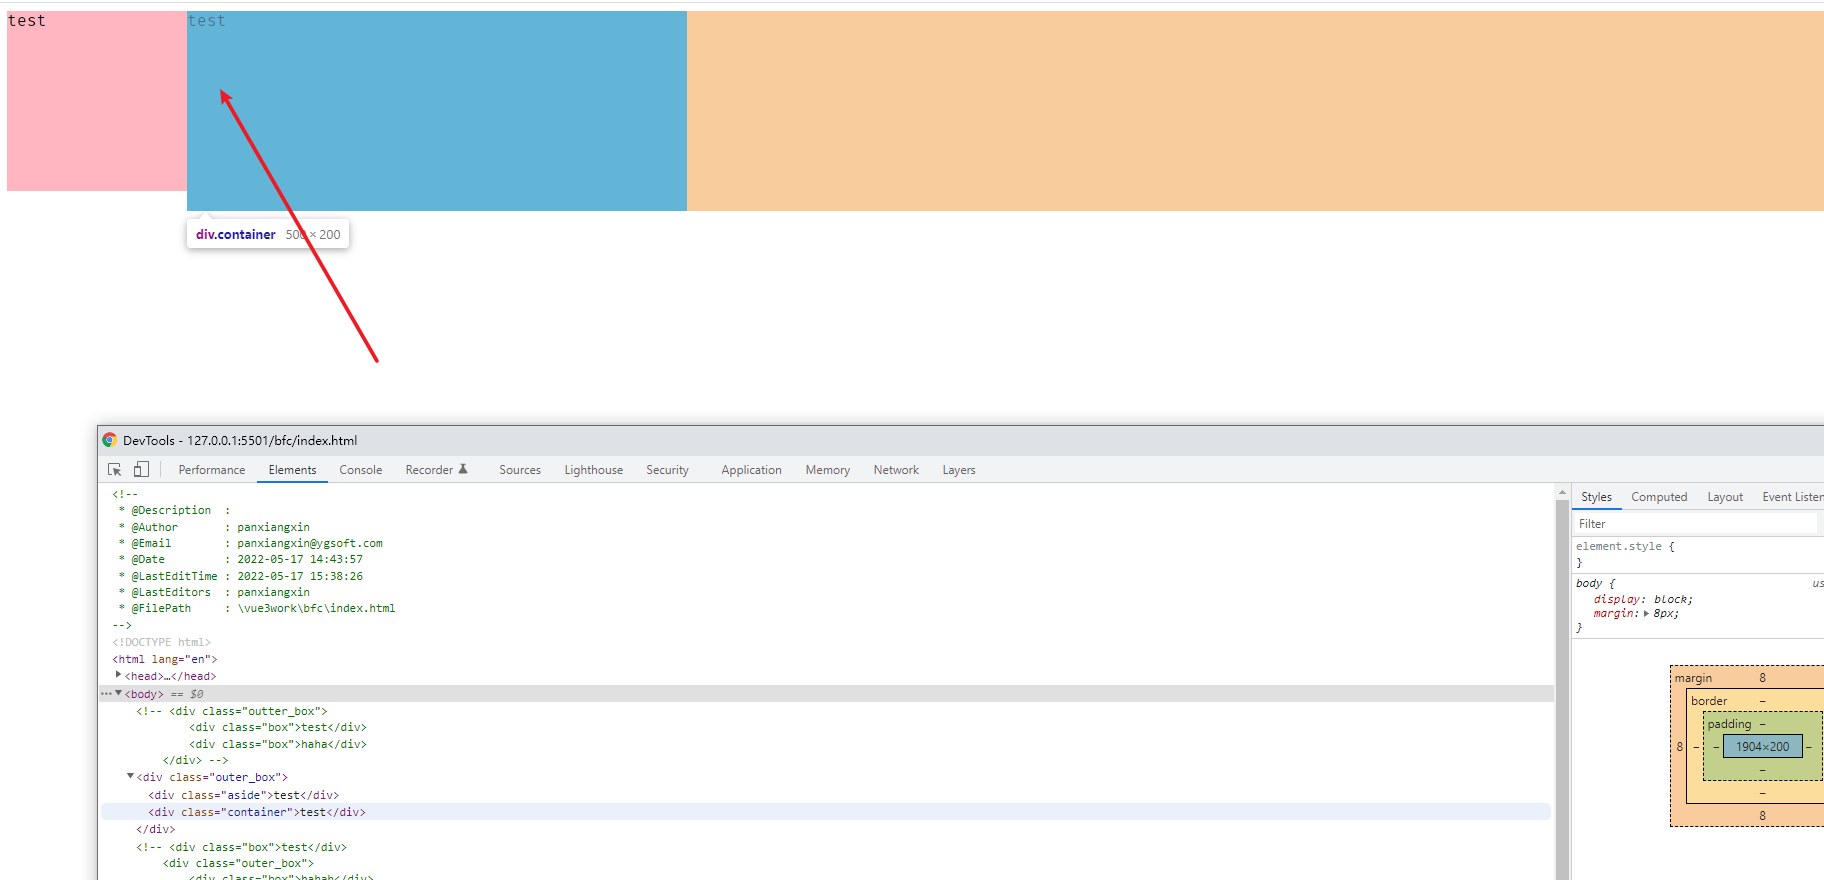 test
test
div.container 500 × 200
DevTools - 127.0.0.1:5501/bfc/index.html
Performance Elements Console Recorder Sources Lighthouse Security Application Memory Network Layers
<!--
* @Description :
* @Author : panxiangxin
* @Email : panxiangxin@ygsoft.com
* @Date : 2022-05-17 14:43:57
* @LastEditTime : 2022-05-17 15:38:26
* @LastEditors : panxiangxin
* @FilePath : \vue3work\bfc\index.html
-->
<!DOCTYPE html>
<html lang="en">
<head>…</head>
<body> == $0
<!-- <div class="outter_box">
<div class="box">test</div>
<div class="box">haha</div>
</div> -->
<div class="outer_box">
<div class="aside">test</div>
<div class="container">test</div>
</div>
<!-- <div class="box">test</div>
<div class="outer_box">
<div class="box">hahah</div>
Styles Computed Layout Event Listen
Filter
element.style {
}
body { us
display: block;
margin: 8px;
}
margin 8
border –
padding –
8 – – 1904×200 –
–
–
8